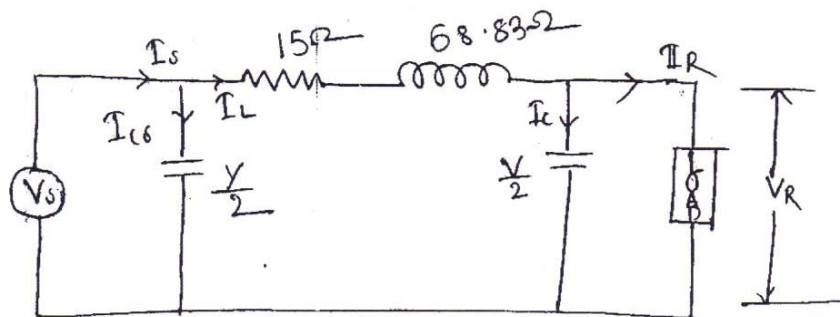 15Ω
68.83Ω
Is
IL
IR
Ic6
Y/2
Ic
Y/2
Vs
VR